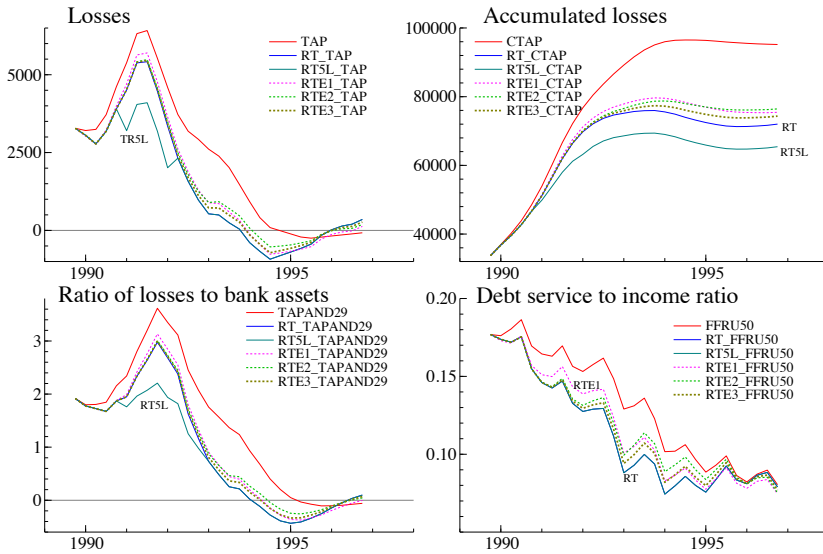 Losses
TAP
RT_TAP
RT5L_TAP
RTE1_TAP
RTE2_TAP
RTE3_TAP
5000
2500
0
TR5L
1990
1995
Accumulated losses
100000
80000
60000
40000
CTAP
RT_CTAP
RT5L_CTAP
RTE1_CTAP
RTE2_CTAP
RTE3_CTAP
RT
RT5L
1990
1995
Ratio of losses to bank assets
TAPAND29
RT_TAPAND29
RT5L_TAPAND29
RTE1_TAPAND29
RTE2_TAPAND29
RTE3_TAPAND29
3
2
1
0
RT5L
1990
1995
Debt service to income ratio
0.20
0.15
0.10
FFRU50
RT_FFRU50
RT5L_FFRU50
RTE1_FFRU50
RTE2_FFRU50
RTE3_FFRU50
RTE1
RT
1990
1995